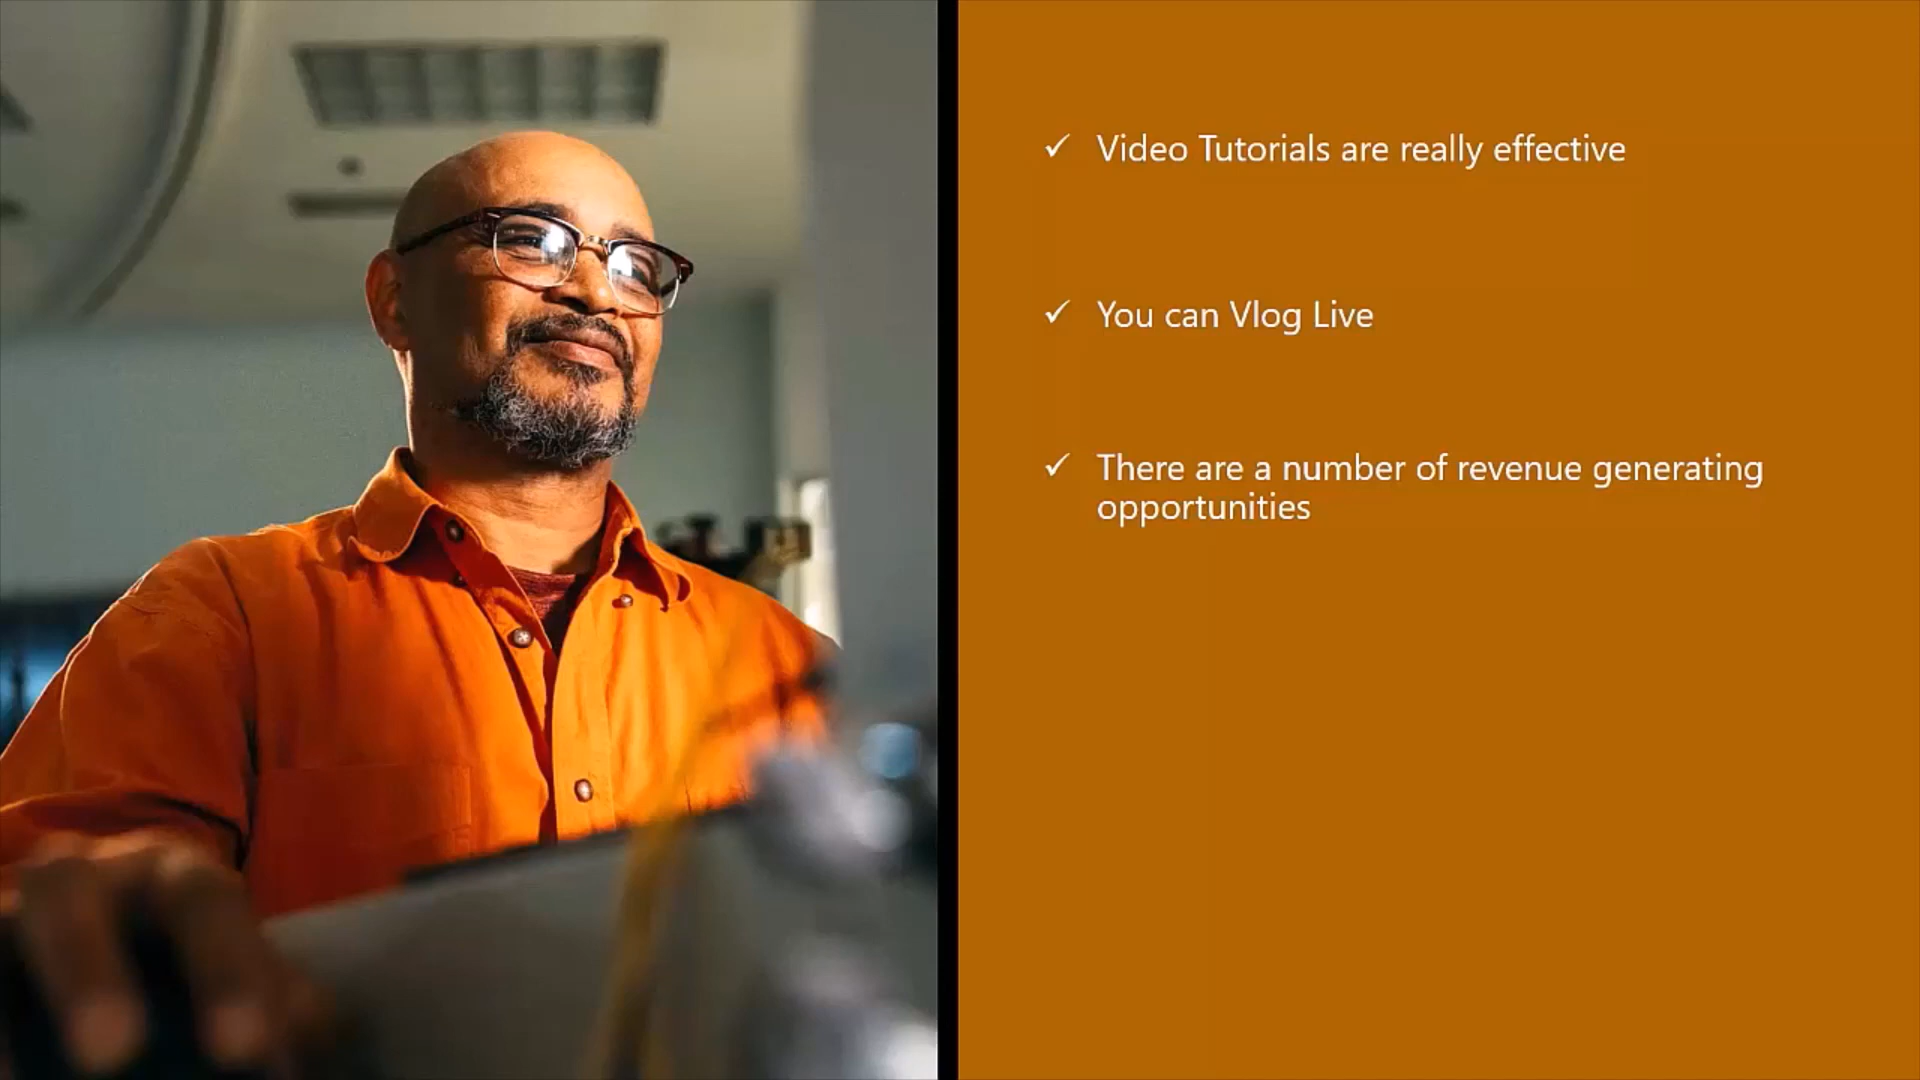 ✓ Video Tutorials are really effective
✓ You can Vlog Live
✓ There are a number of revenue generating
opportunities